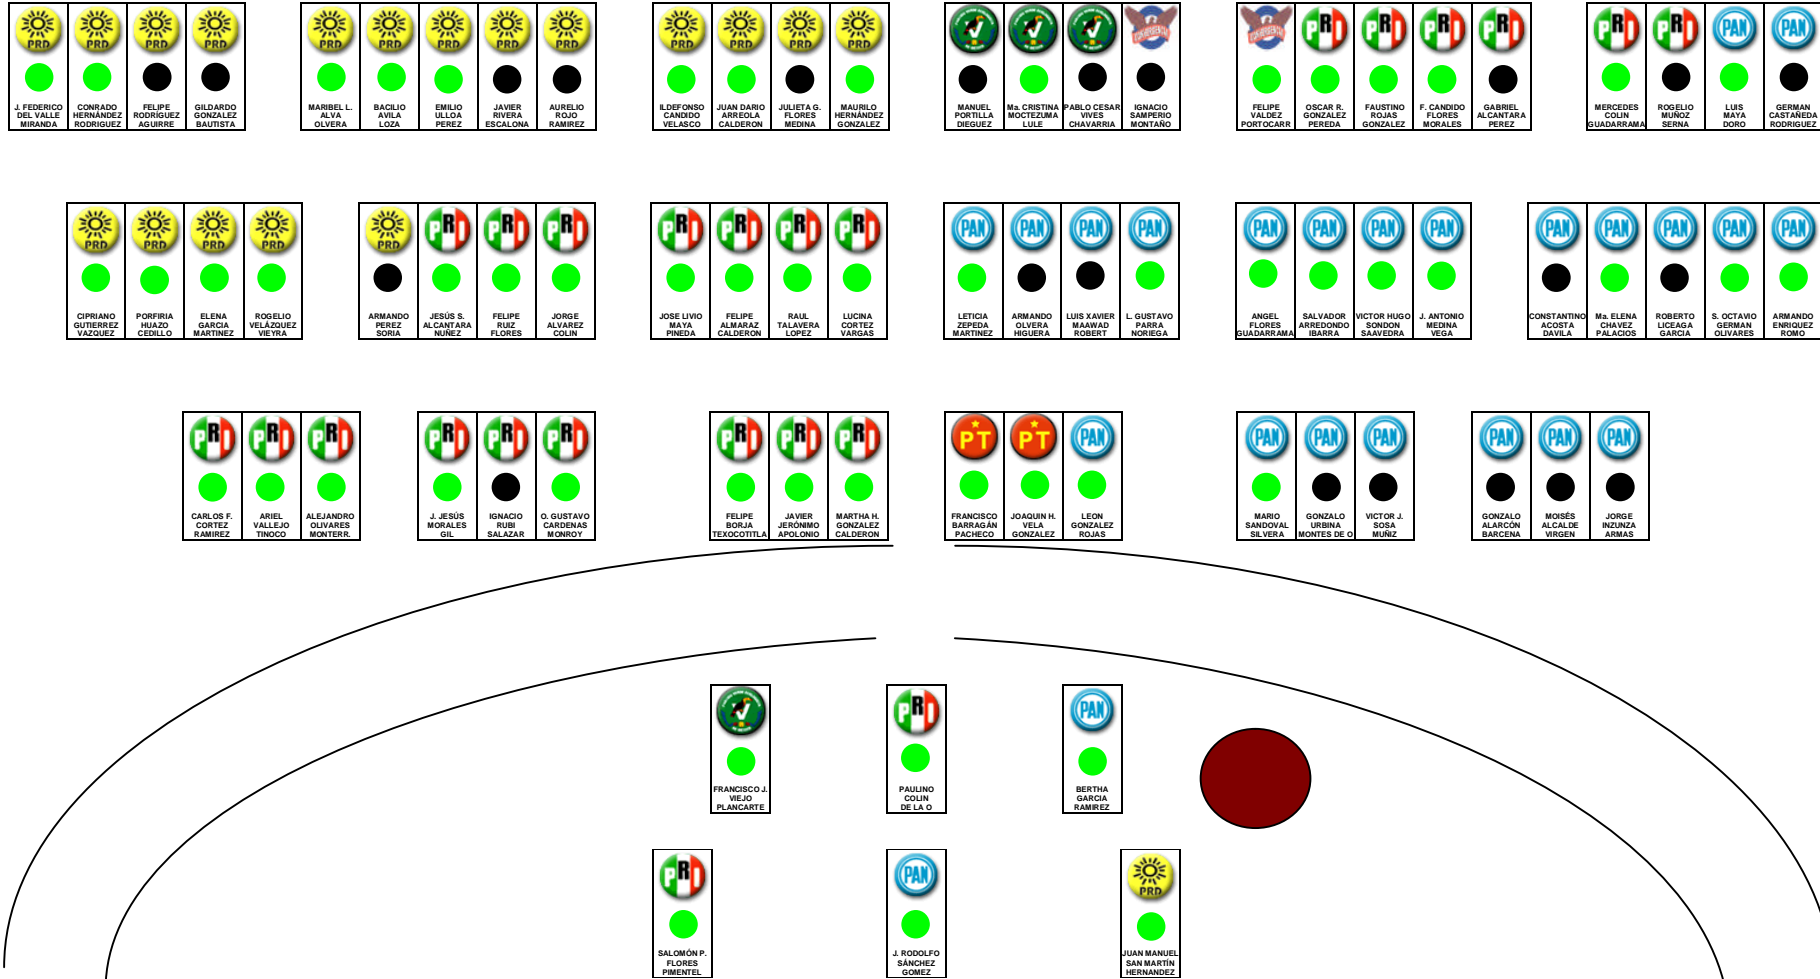 PRD PRD PRD PRD PRD PRD PRD PRD PRD PRD PRD PRD PRD PRI PRI PRI PRI PRI PRI PAN PAN
J. FEDERICO DEL VALLE MIRANDA
CONRADO HERNÁNDEZ RODRIGUEZ
FELIPE RODRÍGUEZ AGUIRRE
GILDARDO GONZALEZ BAUTISTA
MARIBEL L. ALVA OLVERA
BACILIO AVILA LOZA
EMILIO ULLOA PEREZ
JAVIER RIVERA ESCALONA
AURELIO ROJO RAMIREZ
ILDEFONSO CANDIDO VELASCO
JUAN DARIO ARREOLA CALDERON
JULIETA G. FLORES MEDINA
MAURILO HERNÁNDEZ GONZALEZ
MANUEL PORTILLA DIEGUEZ
Ma. CRISTINA MOCTEZUMA LULE
PABLO CESAR VIVES CHAVARRIA
IGNACIO SAMPERIO MONTAÑO
FELIPE VALDEZ PORTOCARR
OSCAR R. GONZALEZ PEREDA
FAUSTINO ROJAS GONZALEZ
F. CANDIDO FLORES MORALES
GABRIEL ALCANTARA PEREZ
MERCEDES COLIN GUADARRAMA
ROGELIO MUÑOZ SERNA
LUIS MAYA DORO
GERMAN CASTAÑEDA RODRIGUEZ
PRD PRD PRD PRD PRD PRI PRI PRI PRI PRI PRI PRI PAN PAN PAN PAN PAN PAN PAN PAN PAN PAN PAN PAN PAN
CIPRIANO GUTIERREZ VAZQUEZ
PORFIRIA HUAZO CEDILLO
ELENA GARCIA MARTINEZ
ROGELIO VELÁZQUEZ VIEYRA
ARMANDO PEREZ SORIA
JESÚS S. ALCANTARA NUÑEZ
FELIPE RUIZ FLORES
JORGE ALVAREZ COLIN
JOSE LIVIO MAYA PINEDA
FELIPE ALMARAZ CALDERON
RAUL TALAVERA LOPEZ
LUCINA CORTEZ VARGAS
LETICIA ZEPEDA MARTINEZ
ARMANDO OLVERA HIGUERA
LUIS XAVIER MAAWAD ROBERT
L. GUSTAVO PARRA NORIEGA
ANGEL FLORES GUADARRAMA
SALVADOR ARREDONDO IBARRA
VICTOR HUGO SONDON SAAVEDRA
J. ANTONIO MEDINA VEGA
CONSTANTINO ACOSTA DAVILA
Ma. ELENA CHAVEZ PALACIOS
ROBERTO LICEAGA GARCIA
S. OCTAVIO GERMAN OLIVARES
ARMANDO ENRIQUEZ ROMO
PRI PRI PRI PRI PRI PRI PRI PRI PRI PT PT PAN PAN PAN PAN PAN PAN PAN
CARLOS F. CORTEZ RAMIREZ
ARIEL VALLEJO TINOCO
ALEJANDRO OLIVARES MONTERR.
J. JESÚS MORALES GIL
IGNACIO RUBI SALAZAR
O. GUSTAVO CARDENAS MONROY
FELIPE BORJA TEXOCOTITLA
JAVIER JERÓNIMO APOLONIO
MARTHA H. GONZALEZ CALDERON
FRANCISCO BARRAGÁN PACHECO
JOAQUIN H. VELA GONZALEZ
LEON GONZALEZ ROJAS
MARIO SANDOVAL SILVERA
GONZALO URBINA MONTES DE O
VICTOR J. SOSA MUÑIZ
GONZALO ALARCÓN BARCENA
MOISÉS ALCALDE VIRGEN
JORGE INZUNZA ARMAS
PRI PAN
FRANCISCO J. VIEJO PLANCARTE
PAULINO COLIN DE LA O
BERTHA GARCIA RAMIREZ
PRI PAN PRD
SALOMÓN P. FLORES PIMENTEL
J. RODOLFO SÁNCHEZ GOMEZ
JUAN MANUEL SAN MARTÍN HERNANDEZ